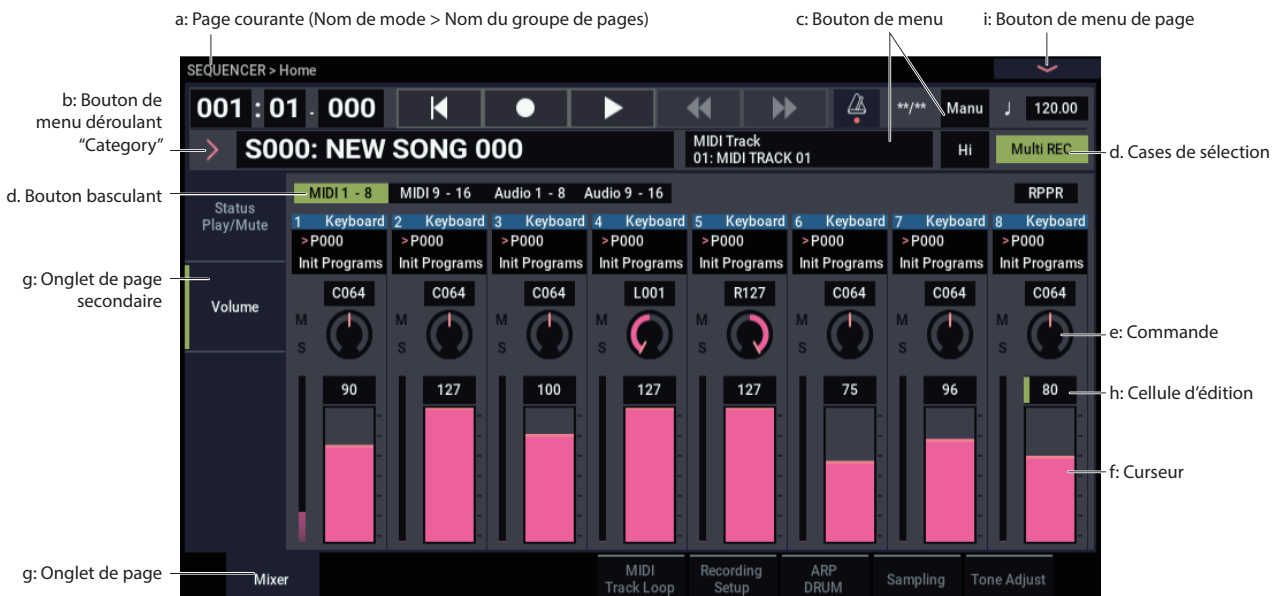 a: Page courante (Nom de mode > Nom du groupe de pages)
c: Bouton de menu
i: Bouton de menu de page
SEQUENCER > Home
b: Bouton de
menu déroulant
“Category”
001 : 01 . 000
**/**
Manu
♩ 120.00
S000: NEW SONG 000
MIDI Track
01: MIDI TRACK 01
Hi
Multi REC
d. Cases de sélection
d. Bouton basculant
MIDI 1 - 8
MIDI 9 - 16
Audio 1 - 8
Audio 9 - 16
RPPR
Status
Play/Mute
1 Keyboard 2 Keyboard 3 Keyboard 4 Keyboard 5 Keyboard 6 Keyboard 7 Keyboard 8 Keyboard
>P000 >P000 >P000 >P000 >P000 >P000 >P000 >P000
Init Programs Init Programs Init Programs Init Programs Init Programs Init Programs Init Programs Init Programs
g: Onglet de page
secondaire
Volume
C064 C064 C064 L001 R127 C064 C064 C064
M M M M M M M M
S S S S S S S S
e: Commande
90 127 100 127 127 75 96 80
h: Cellule d’édition
f: Curseur
g: Onglet de page
Mixer
MIDI
Track Loop
Recording
Setup
ARP
DRUM
Sampling
Tone Adjust